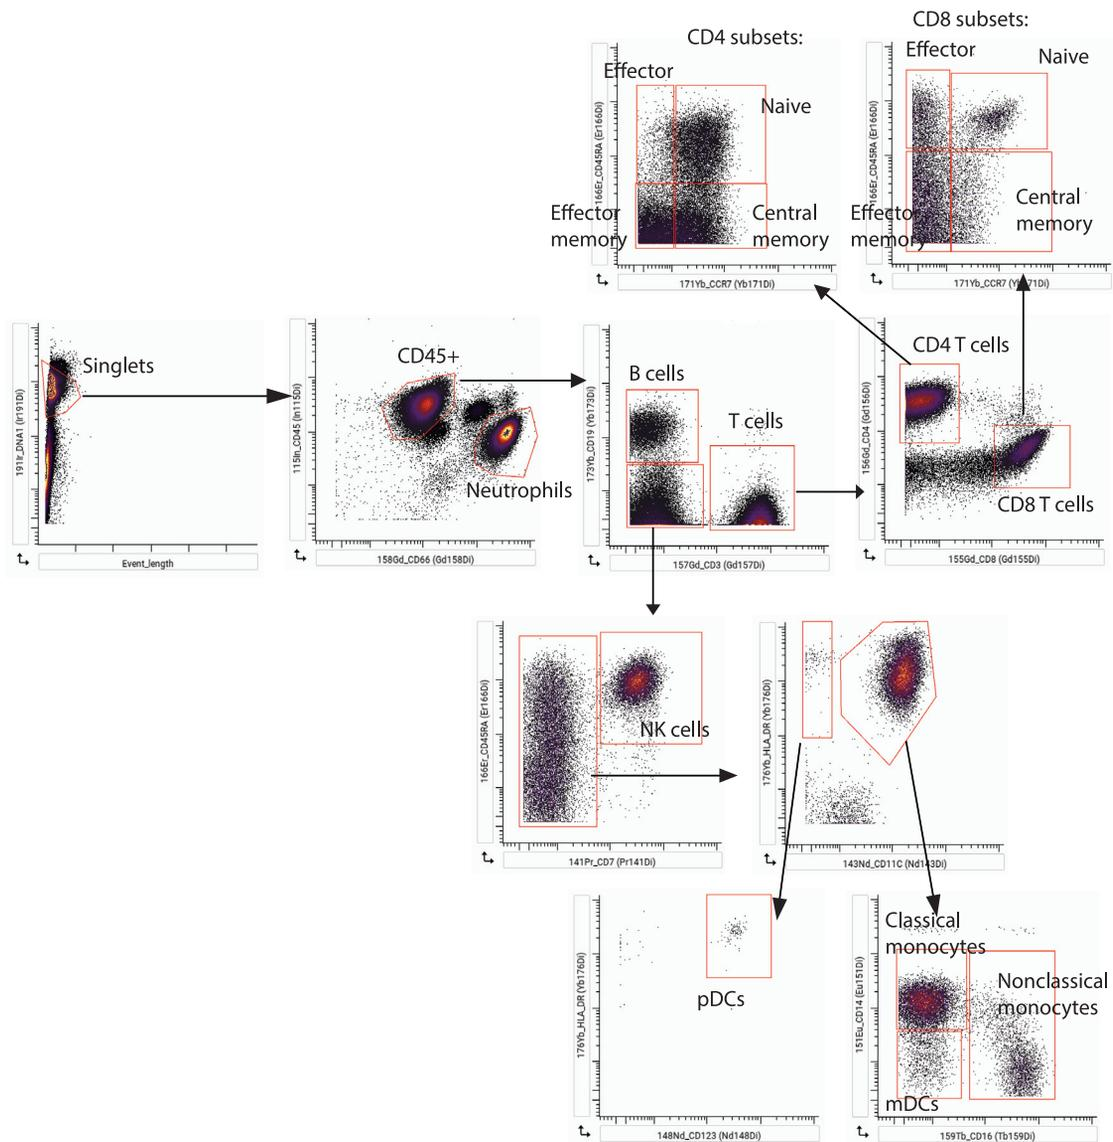 CD4 subsets:
CD8 subsets:
Effector
Naive
Effector
memory
Central
memory
166Er_CD45RA (Er166Di)
171Yb_CCR7 (Yb171Di)
Effector
Naive
Effector
memory
Central
memory
166Er_CD45RA (Er166Di)
171Yb_CCR7 (Yb171Di)
Singlets
191Ir_DNA1 (Ir191Di)
Event_length
CD45+
Neutrophils
115In_CD45 (In115Di)
158Gd_CD66 (Gd158Di)
B cells
T cells
173Yb_CD19 (Yb173Di)
157Gd_CD3 (Gd157Di)
CD4 T cells
CD8 T cells
156Gd_CD4 (Gd156Di)
155Gd_CD8 (Gd155Di)
NK cells
166Er_CD45RA (Er166Di)
141Pr_CD7 (Pr141Di)
176Yb_HLA_DR (Yb176Di)
143Nd_CD11C (Nd143Di)
pDCs
176Yb_HLA_DR (Yb176Di)
148Nd_CD123 (Nd148Di)
Classical
monocytes
Nonclassical
monocytes
mDCs
151Eu_CD14 (Eu151Di)
159Tb_CD16 (Tb159Di)